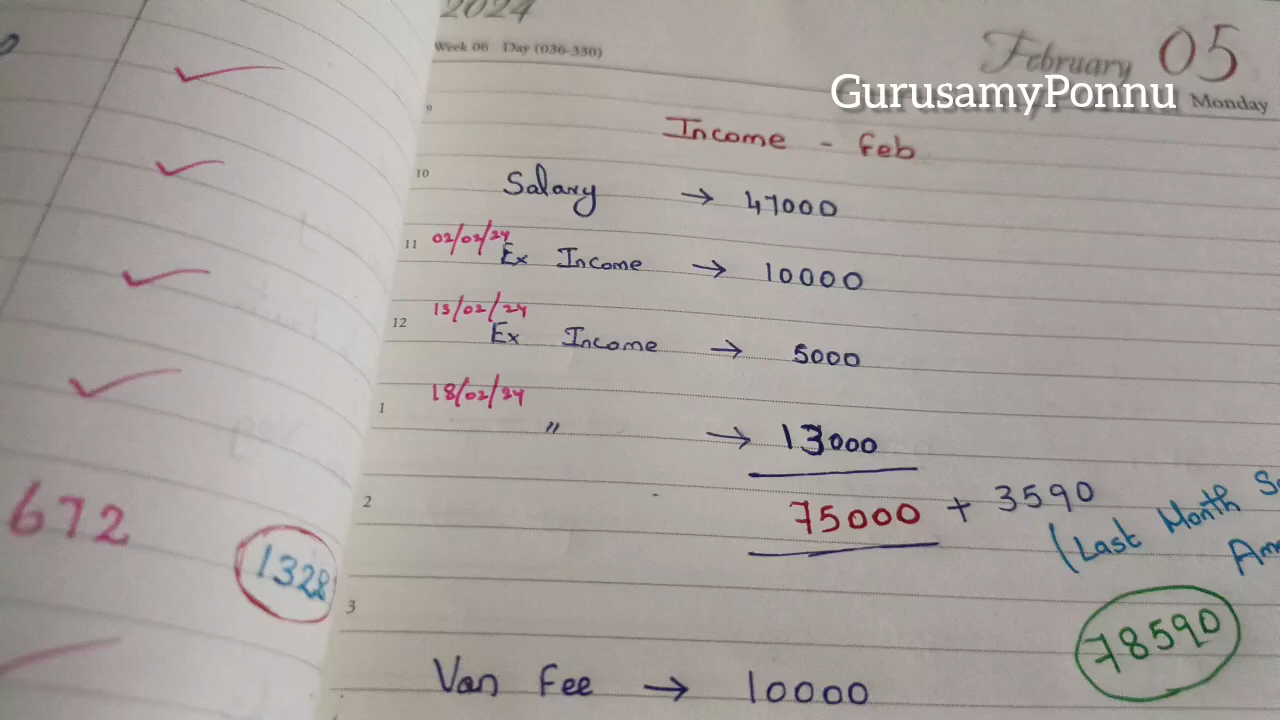 2024
Week 06 Day (036-330)
February 05
GurusamyPonnu
Monday
9
Income - Feb
10
Salary → 47000
11 02/02/24
Ex Income → 10000
13/02/24
12
Ex Income → 5000
18/02/24
1
" → 13000
2
75000 + 3590
(Last Month
78590
3
Van Fee → 10000
672
1328